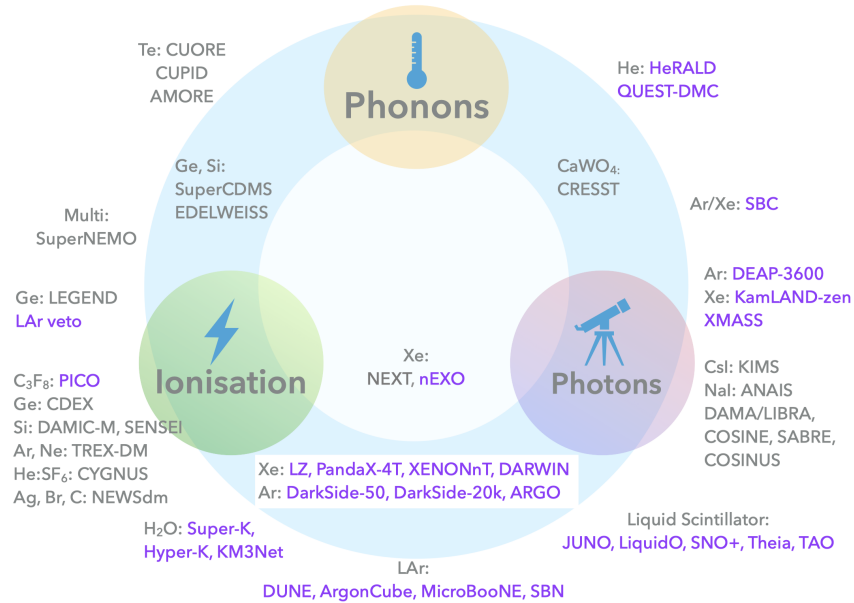 Te: CUORE
CUPID
AMORE
Phonons
He: HeRALD
QUEST-DMC
Ge, Si:
SuperCDMS
EDELWEISS
CaWO₄:
CRESST
Multi:
SuperNEMO
Ar/Xe: SBC
Ge: LEGEND
LAr veto
Ar: DEAP-3600
Xe: KamLAND-zen
XMASS
Ionisation
Xe:
NEXT, nEXO
Photons
C₃F₈: PICO
Ge: CDEX
Si: DAMIC-M, SENSEI
Ar, Ne: TREX-DM
He:SF₆: CYGNUS
Ag, Br, C: NEWSdm
CsI: KIMS
NaI: ANAIS
DAMA/LIBRA,
COSINE, SABRE,
COSINUS
Xe: LZ, PandaX-4T, XENONnT, DARWIN
Ar: DarkSide-50, DarkSide-20k, ARGO
H₂O: Super-K,
Hyper-K, KM3Net
Liquid Scintillator:
JUNO, LiquidO, SNO+, Theia, TAO
LAr:
DUNE, ArgonCube, MicroBooNE, SBN